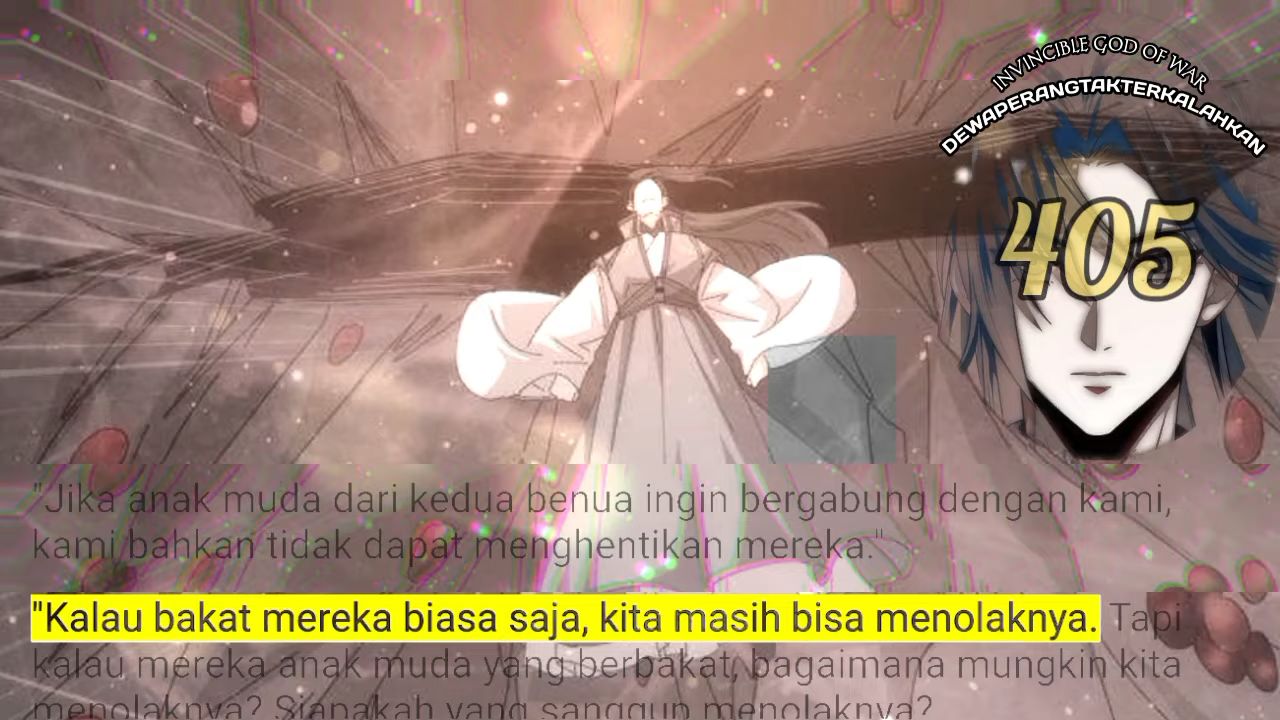 INVINCIBLE GOD OF WAR
DEWAPERANGTAKTERKALAHKAN
405
"Jika anak muda dari kedua benua ingin bergabung dengan kami,
kami bahkan tidak dapat menghentikan mereka."
"Kalau bakat mereka biasa saja, kita masih bisa menolaknya. Tapi
kalau mereka anak muda yang berbakat, bagaimana mungkin kita
menolaknya? Siapakah yang sanggup menolaknya?